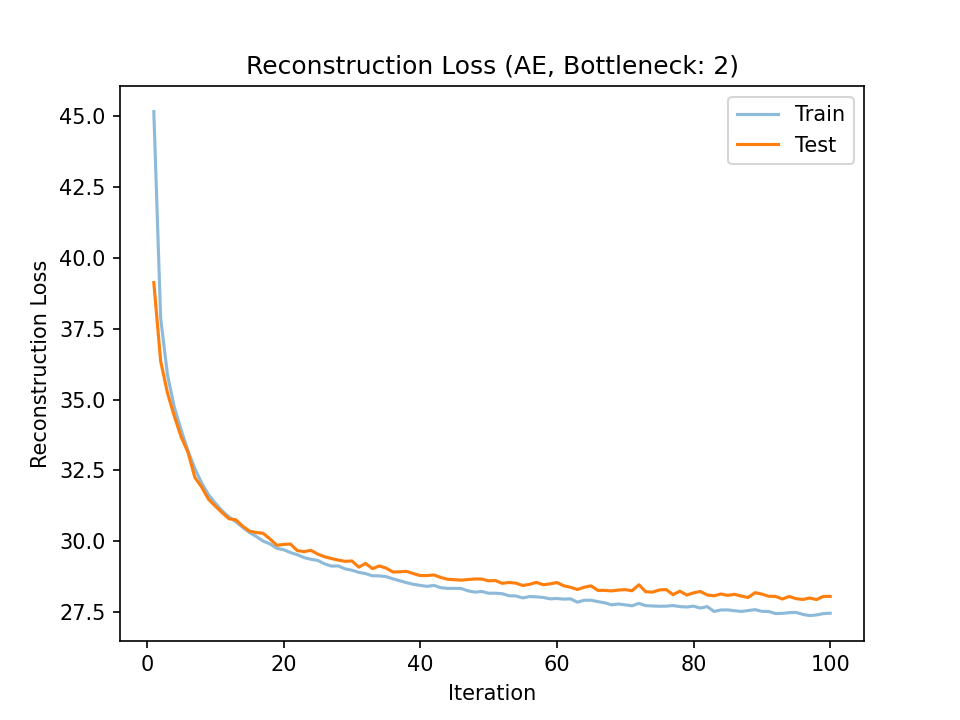 Reconstruction Loss (AE, Bottleneck: 2)
Train
Test
Reconstruction Loss
45.0
42.5
40.0
37.5
35.0
32.5
30.0
27.5
0 20 40 60 80 100
Iteration